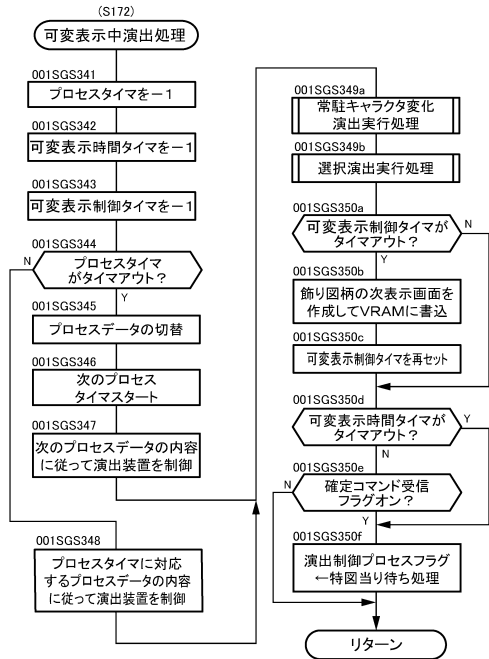 (S172)
可変表示中演出処理
001SGS341
プロセスタイマを－1
001SGS342
可変表示時間タイマを－1
001SGS343
可変表示制御タイマを－1
001SGS344
N
プロセスタイマ
がタイマアウト？
Y
001SGS345
プロセスデータの切替
001SGS346
次のプロセス
タイマスタート
001SGS347
次のプロセスデータの内容
に従って演出装置を制御
001SGS348
プロセスタイマに対応
するプロセスデータの内容
に従って演出装置を制御
001SGS349a
常駐キャラクタ変化
演出実行処理
001SGS349b
選択演出実行処理
001SGS350a
可変表示制御タイマが
タイマアウト？
N
Y
001SGS350b
飾り図柄の次表示画面を
作成してVRAMに書込
001SGS350c
可変表示制御タイマを再セット
001SGS350d
可変表示時間タイマが
タイマアウト？
Y
N
001SGS350e
N
確定コマンド受信
フラグオン？
Y
001SGS350f
演出制御プロセスフラグ
←特図当り待ち処理
リターン